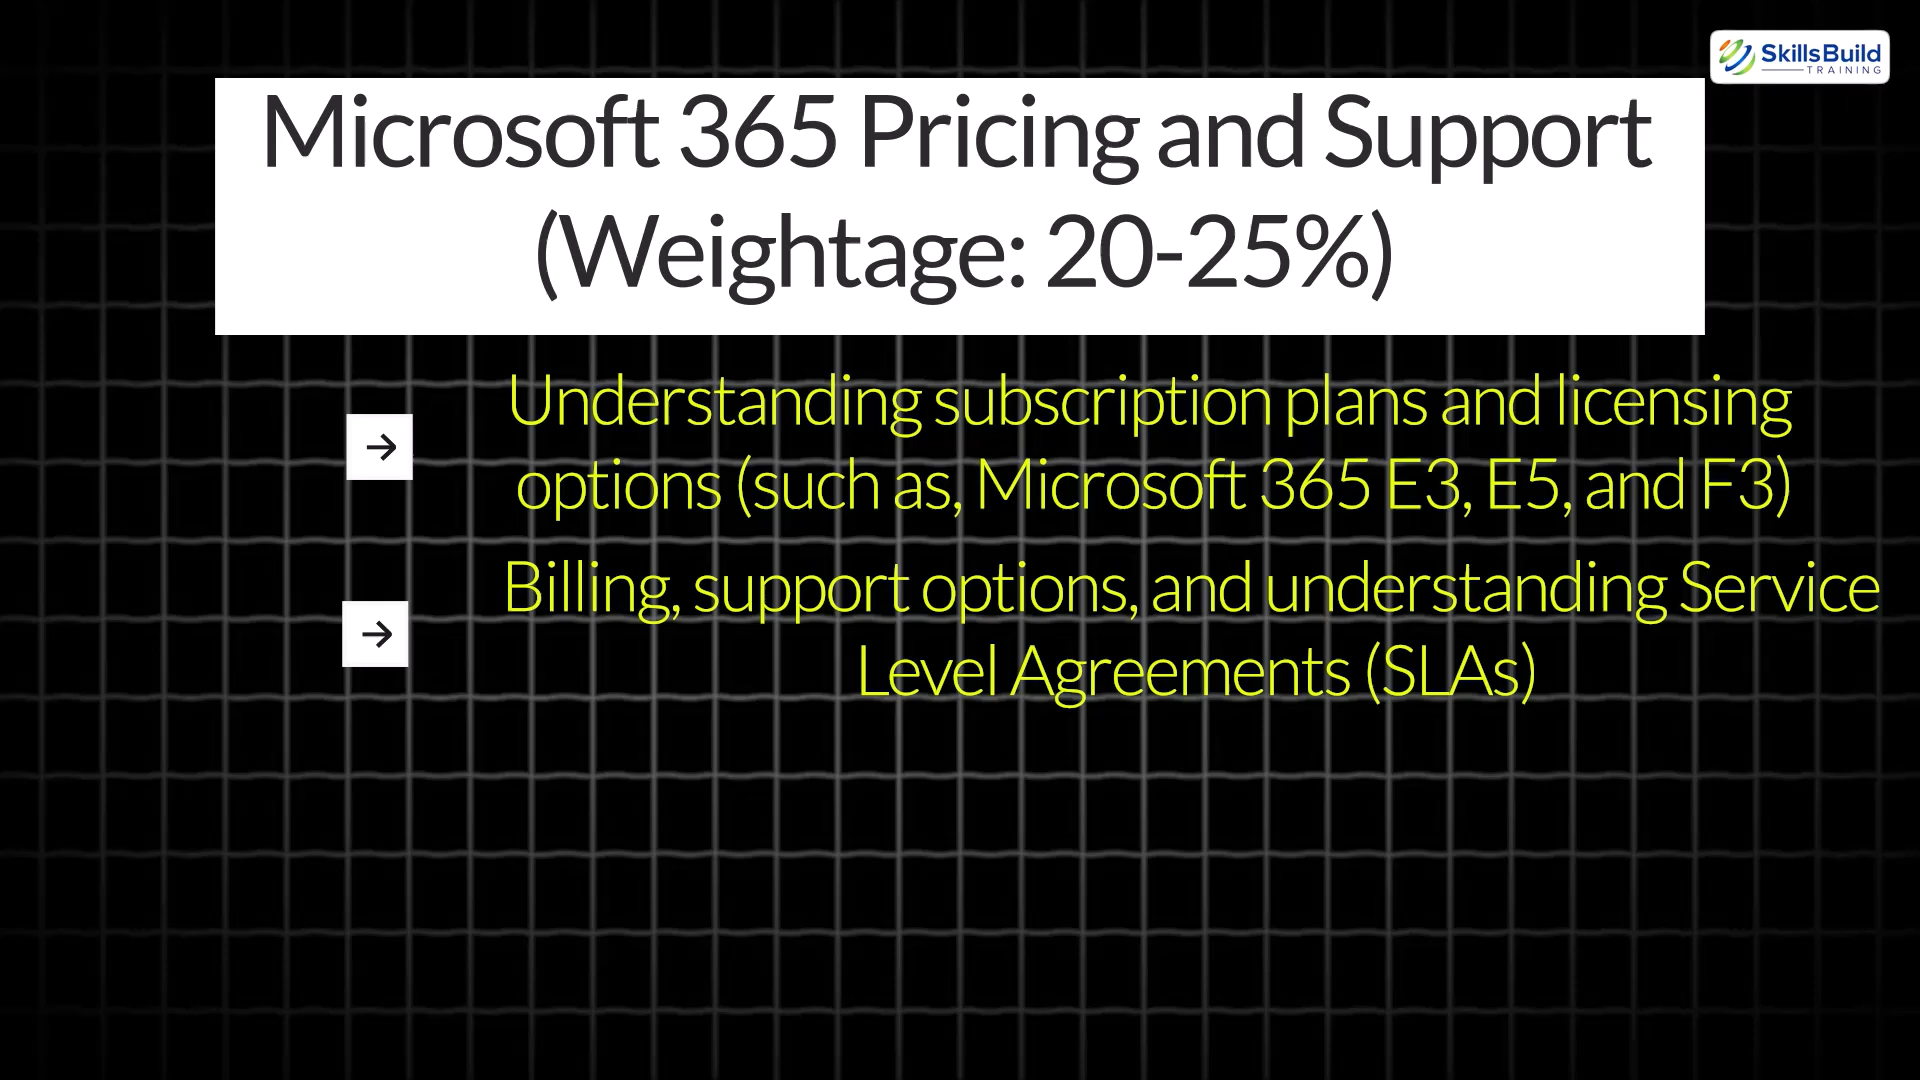 SkillsBuild
TRAINING
Microsoft 365 Pricing and Support
(Weightage: 20-25%)
Understanding subscription plans and licensing
options (such as, Microsoft 365 E3, E5, and F3)
Billing, support options, and understanding Service
Level Agreements (SLAs)